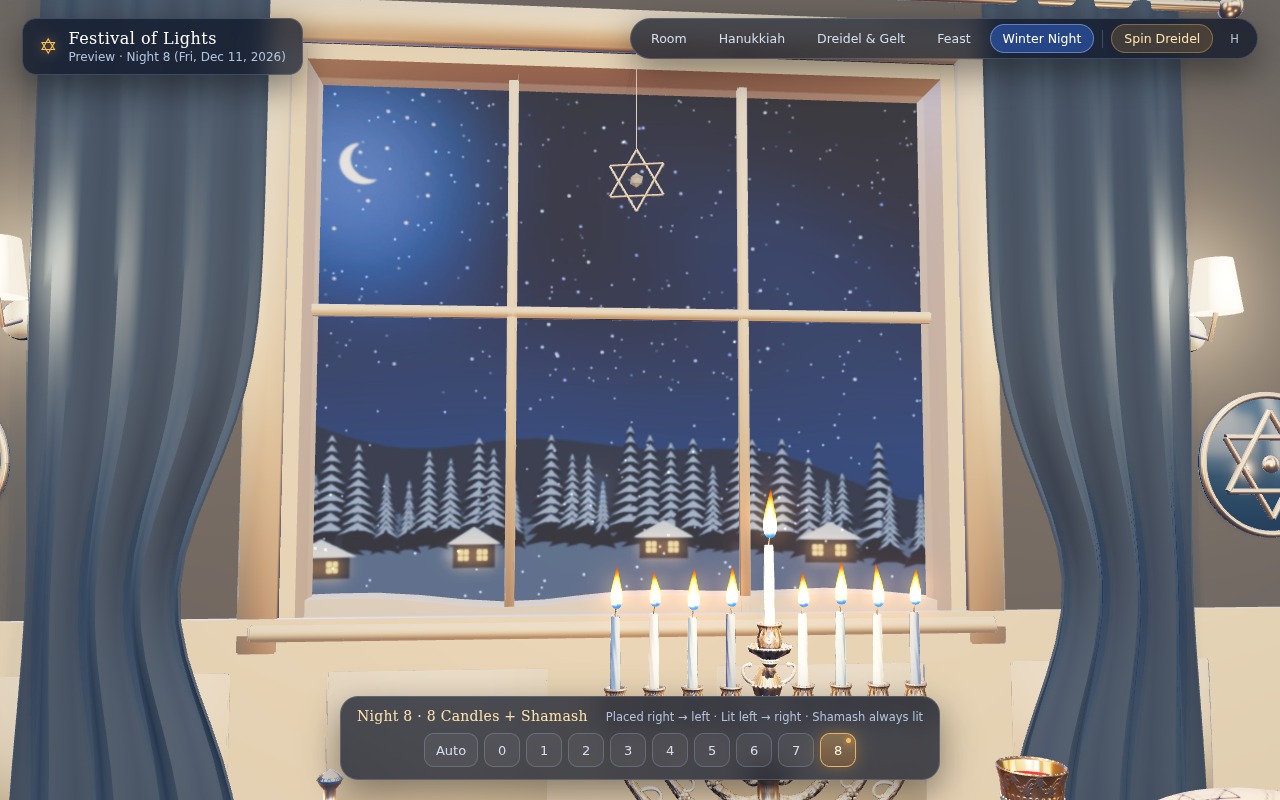 Festival of Lights
Preview · Night 8 (Fri, Dec 11, 2026)
Room Hanukkiah Dreidel & Gelt Feast Winter Night Spin Dreidel H
Night 8 · 8 Candles + Shamash Placed right → left · Lit left → right · Shamash always lit
Auto 0 1 2 3 4 5 6 7 8